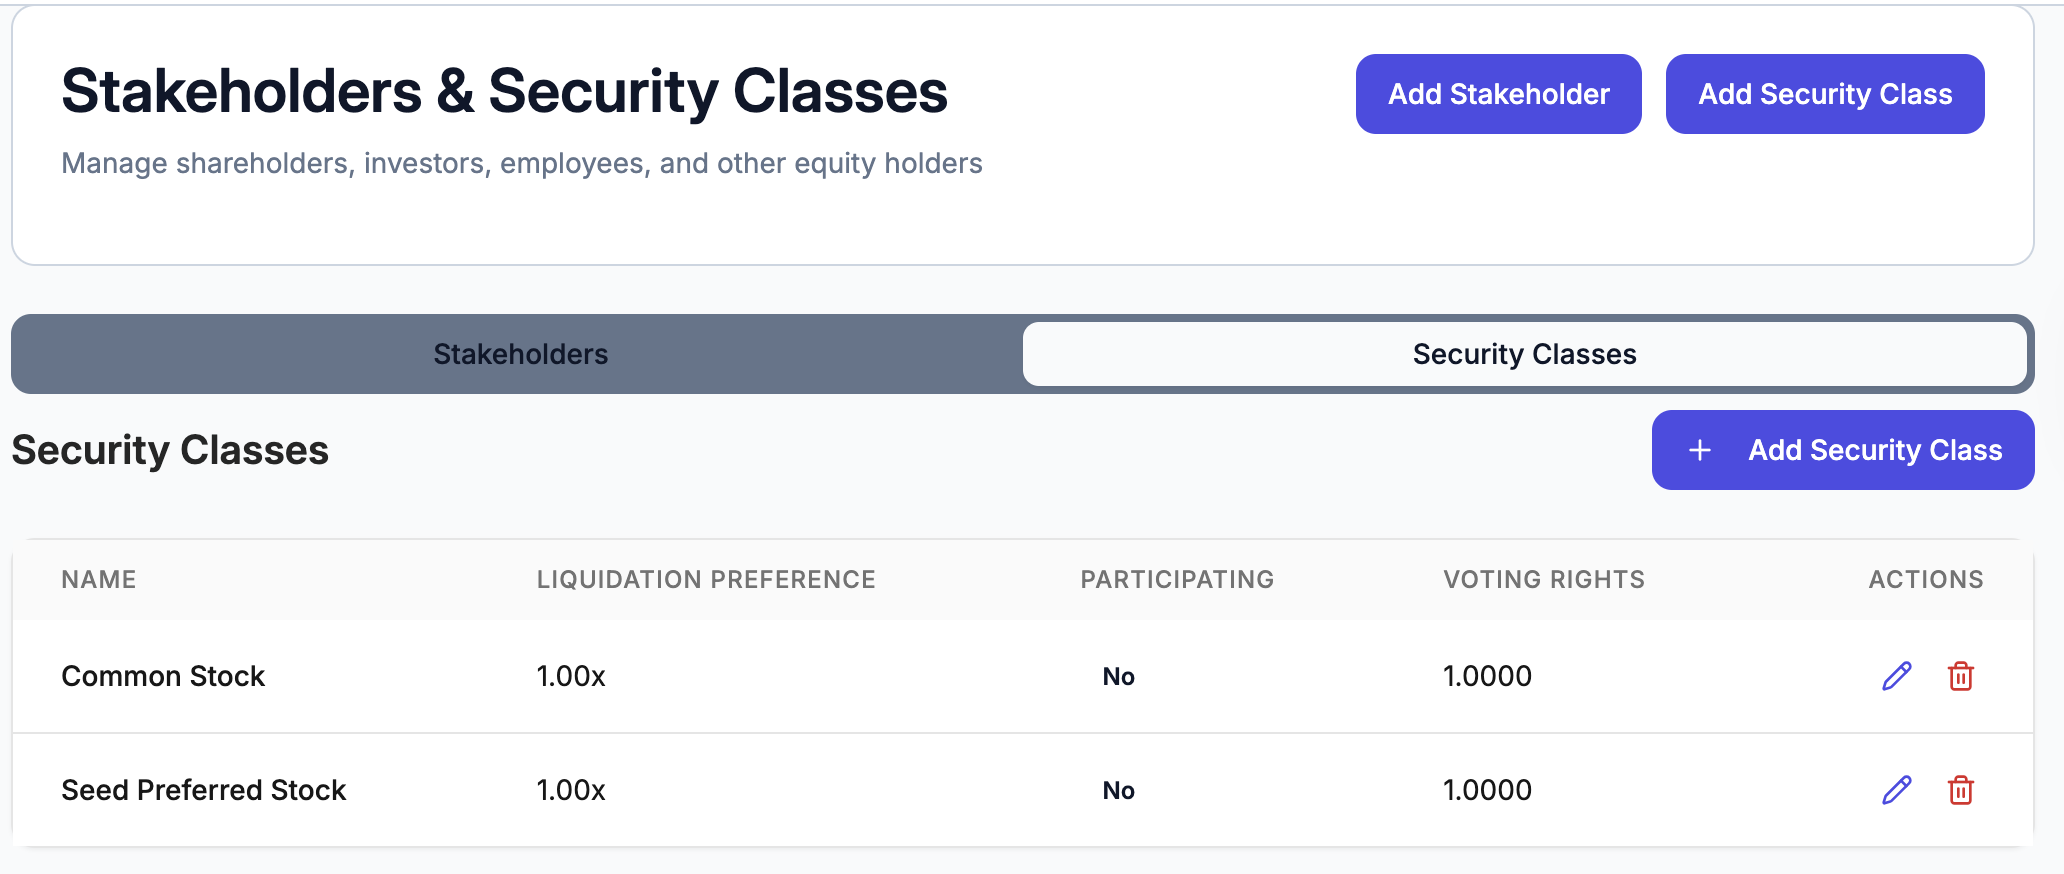 Stakeholders & Security Classes
Add Stakeholder
Add Security Class
Manage shareholders, investors, employees, and other equity holders
Stakeholders
Security Classes
Security Classes
+ Add Security Class
NAME LIQUIDATION PREFERENCE PARTICIPATING VOTING RIGHTS ACTIONS
Common Stock 1.00x No 1.0000
Seed Preferred Stock 1.00x No 1.0000